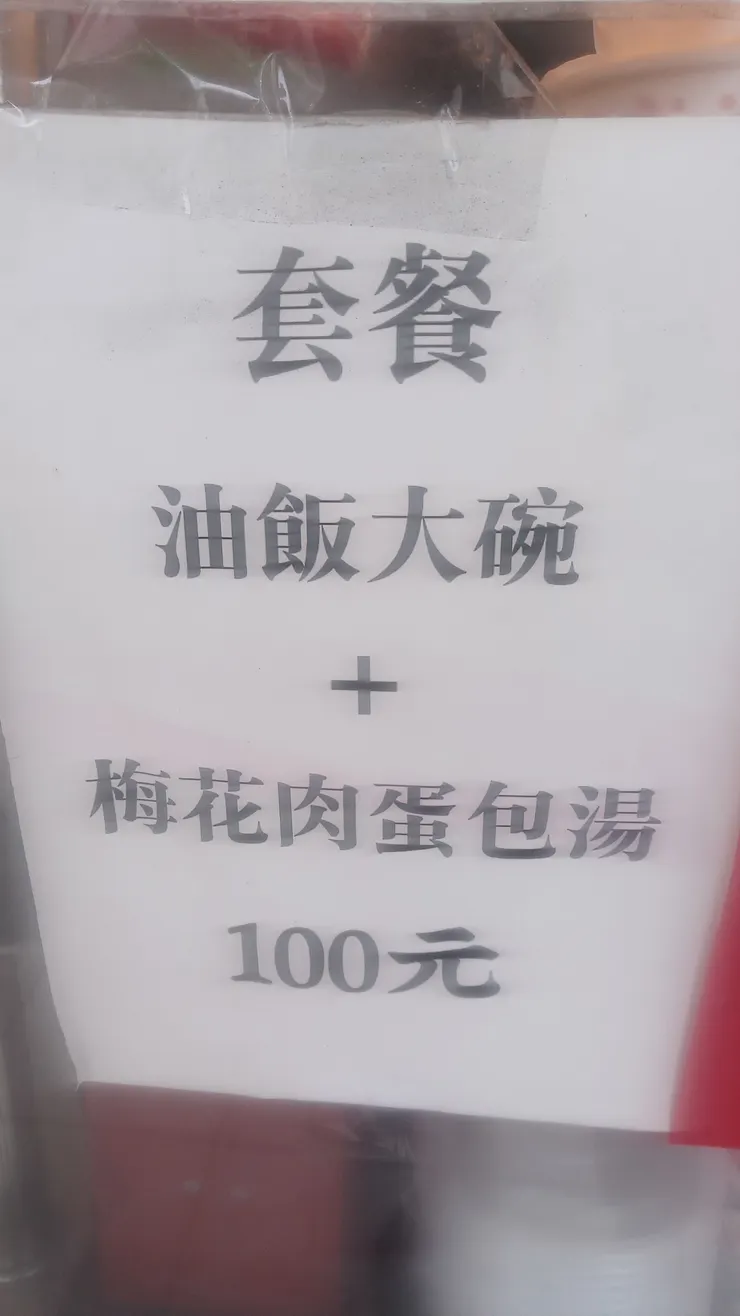 套餐
油飯大碗
+
梅花肉蛋包湯
100元